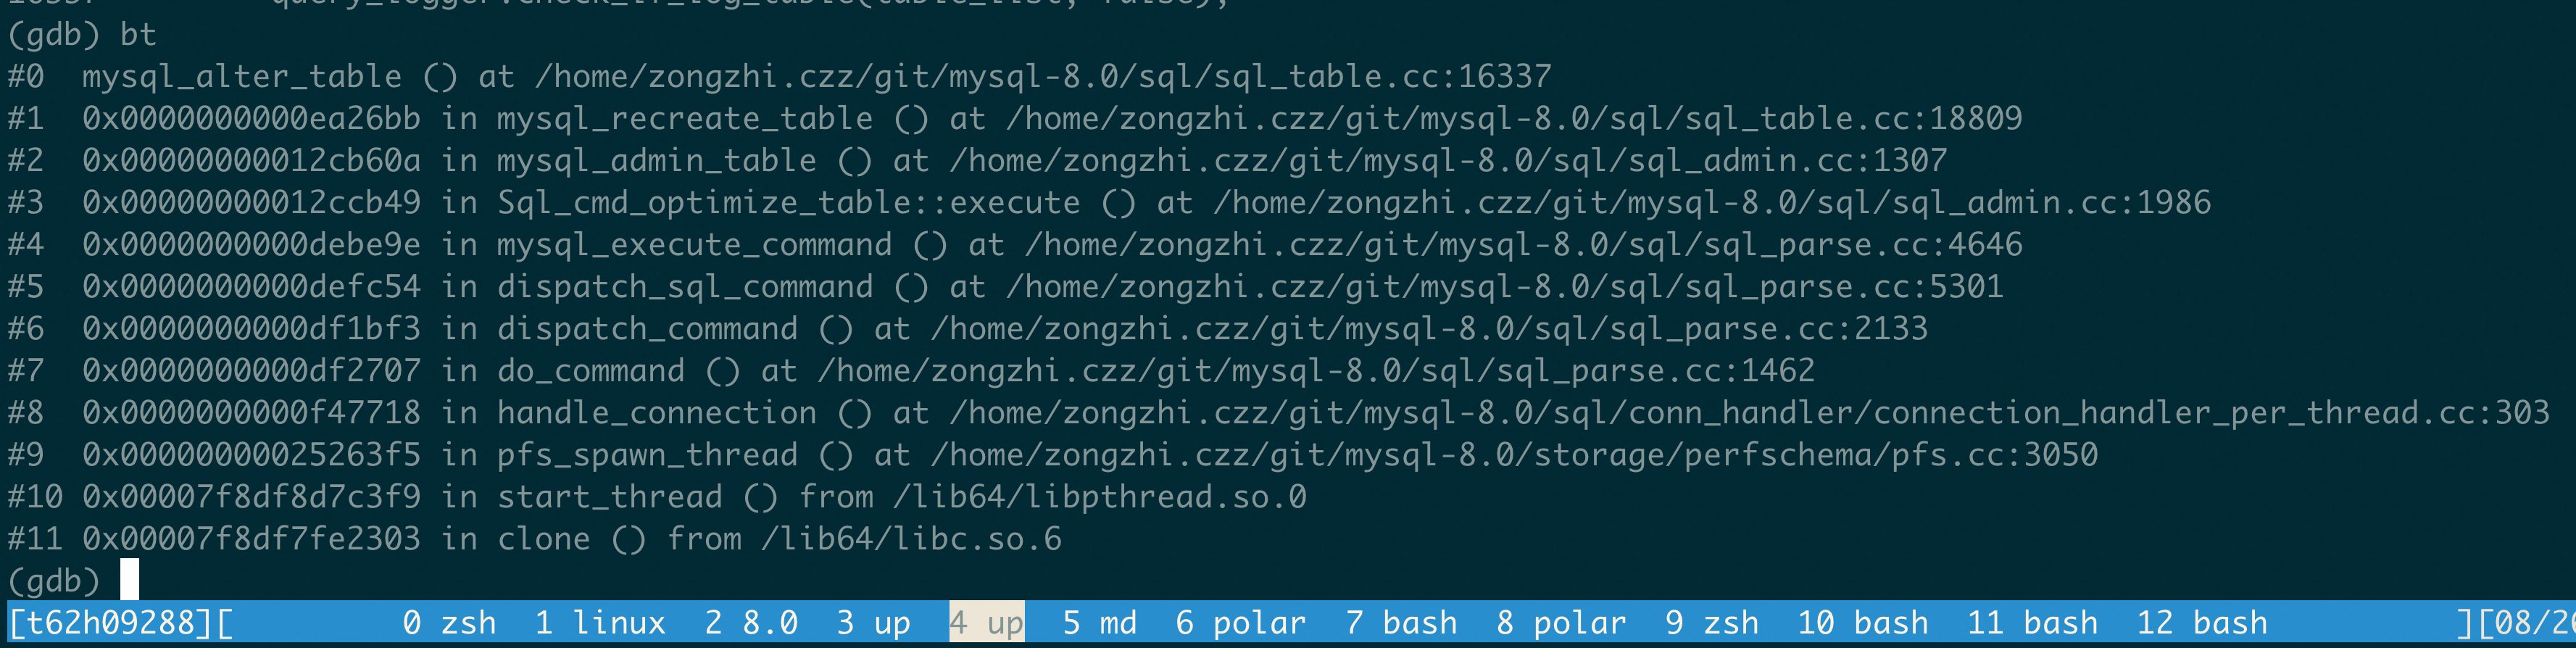 (gdb) bt
#0  mysql_alter_table () at /home/zongzhi.czz/git/mysql-8.0/sql/sql_table.cc:16337
#1  0x0000000000ea26bb in mysql_recreate_table () at /home/zongzhi.czz/git/mysql-8.0/sql/sql_table.cc:18809
#2  0x00000000012cb60a in mysql_admin_table () at /home/zongzhi.czz/git/mysql-8.0/sql/sql_admin.cc:1307
#3  0x00000000012ccb49 in Sql_cmd_optimize_table::execute () at /home/zongzhi.czz/git/mysql-8.0/sql/sql_admin.cc:1986
#4  0x0000000000debe9e in mysql_execute_command () at /home/zongzhi.czz/git/mysql-8.0/sql/sql_parse.cc:4646
#5  0x0000000000defc54 in dispatch_sql_command () at /home/zongzhi.czz/git/mysql-8.0/sql/sql_parse.cc:5301
#6  0x0000000000df1bf3 in dispatch_command () at /home/zongzhi.czz/git/mysql-8.0/sql/sql_parse.cc:2133
#7  0x0000000000df2707 in do_command () at /home/zongzhi.czz/git/mysql-8.0/sql/sql_parse.cc:1462
#8  0x0000000000f47718 in handle_connection () at /home/zongzhi.czz/git/mysql-8.0/sql/conn_handler/connection_handler_per_thread.cc:303
#9  0x00000000025263f5 in pfs_spawn_thread () at /home/zongzhi.czz/git/mysql-8.0/storage/perfschema/pfs.cc:3050
#10 0x00007f8df8d7c3f9 in start_thread () from /lib64/libpthread.so.0
#11 0x00007f8df7fe2303 in clone () from /lib64/libc.so.6
(gdb)
[t62h09288][ 0 zsh 1 linux 2 8.0 3 up 4 up 5 md 6 polar 7 bash 8 polar 9 zsh 10 bash 11 bash 12 bash ][08/2